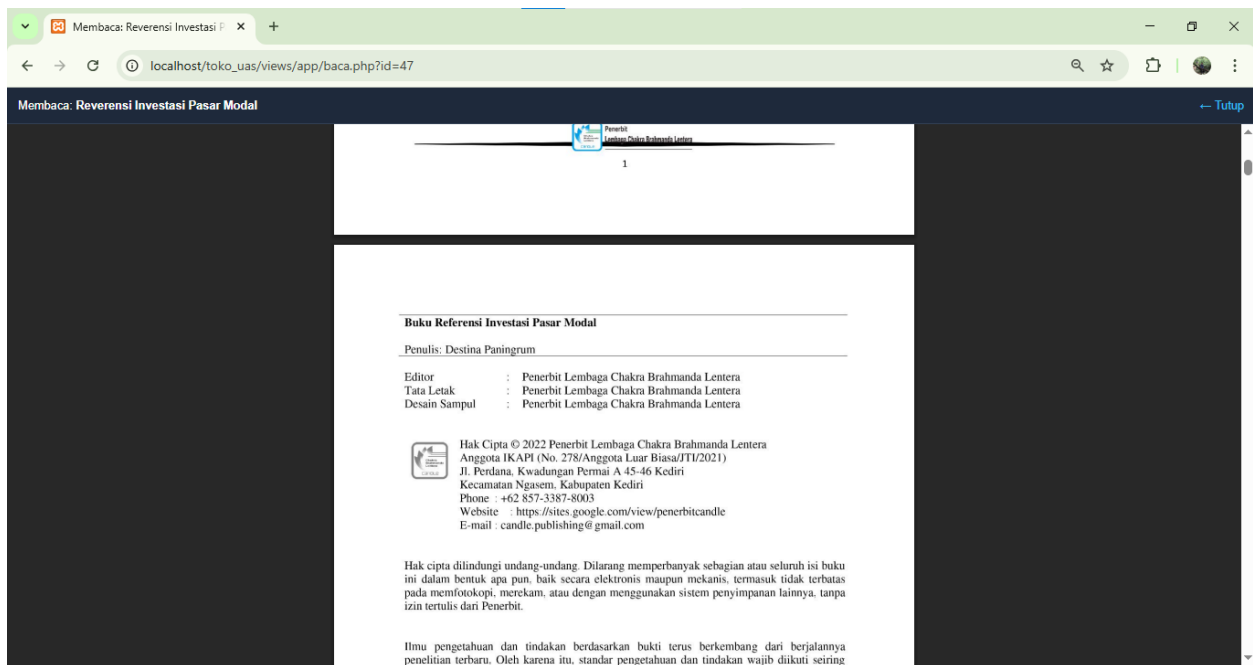 Membaca: Reverensi Investasi P
localhost/toko_uas/views/app/baca.php?id=47
Membaca: Reverensi Investasi Pasar Modal
← Tutup
Penerbit
Lembaga Chakra Brahmanda Lentera
1
Buku Referensi Investasi Pasar Modal
Penulis: Destina Paningrum
Editor : Penerbit Lembaga Chakra Brahmanda Lentera
Tata Letak : Penerbit Lembaga Chakra Brahmanda Lentera
Desain Sampul : Penerbit Lembaga Chakra Brahmanda Lentera
Hak Cipta © 2022 Penerbit Lembaga Chakra Brahmanda Lentera
Anggota IKAPI (No. 278/Anggota Luar Biasa/JTI/2021)
Jl. Perdana, Kwadungan Permai A 45-46 Kediri
Kecamatan Ngasem, Kabupaten Kediri
Phone : +62 857-3387-8003
Website : https://sites.google.com/view/penerbitcandle
E-mail : candle.publishing@gmail.com
Hak cipta dilindungi undang-undang. Dilarang memperbanyak sebagian atau seluruh isi buku
ini dalam bentuk apa pun, baik secara elektronis maupun mekanis, termasuk tidak terbatas
pada memfotokopi, merekam, atau dengan menggunakan sistem penyimpanan lainnya, tanpa
izin tertulis dari Penerbit.
Ilmu pengetahuan dan tindakan berdasarkan bukti terus berkembang dari berjalannya
penelitian terbaru. Oleh karena itu, standar pengetahuan dan tindakan wajib diikuti seiring